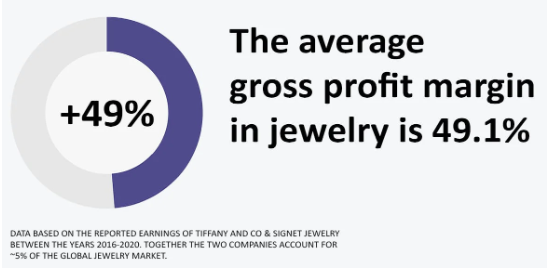 +49%
The average
gross profit margin
in jewelry is 49.1%
DATA BASED ON THE REPORTED EARNINGS OF TIFFANY AND CO & SIGNET JEWELRY
BETWEEN THE YEARS 2016-2020. TOGETHER THE TWO COMPANIES ACCOUNT FOR
~5% OF THE GLOBAL JEWELRY MARKET.